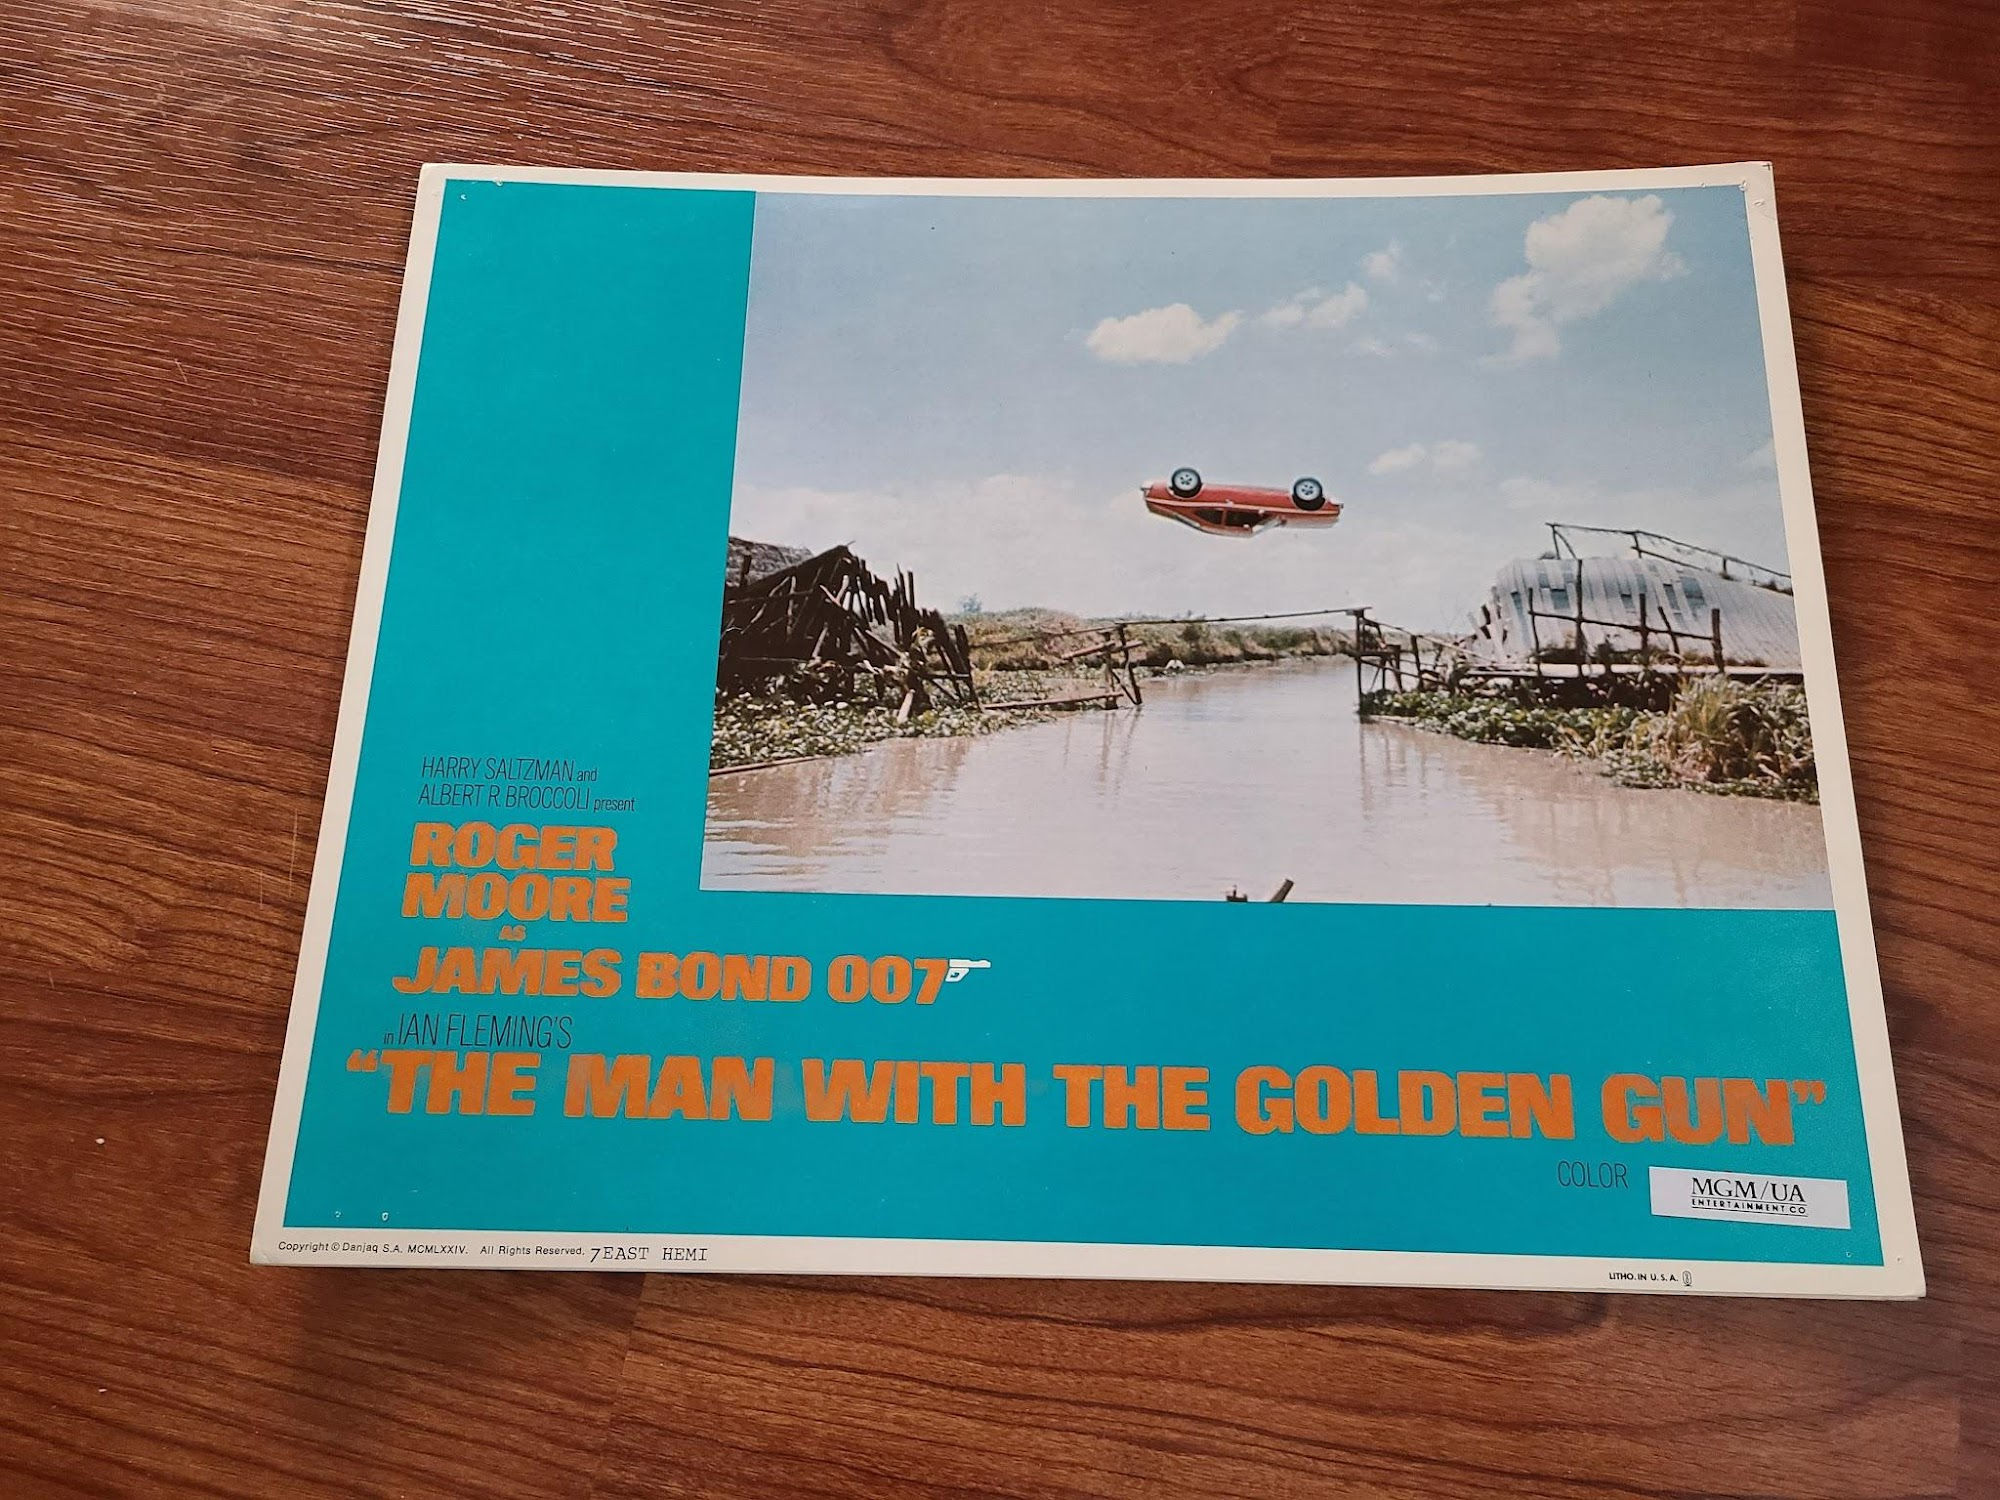 HARRY SALTZMAN and
ALBERT R. BROCCOLI present
ROGER
MOORE
AS
JAMES BOND 007
in IAN FLEMING'S
"THE MAN WITH THE GOLDEN GUN"
COLOR
MGM/UA
ENTERTAINMENT CO
Copyright © Danjaq S.A. MCMLXXIV. All Rights Reserved. 7EAST HEMI
LITHO. IN U.S.A.